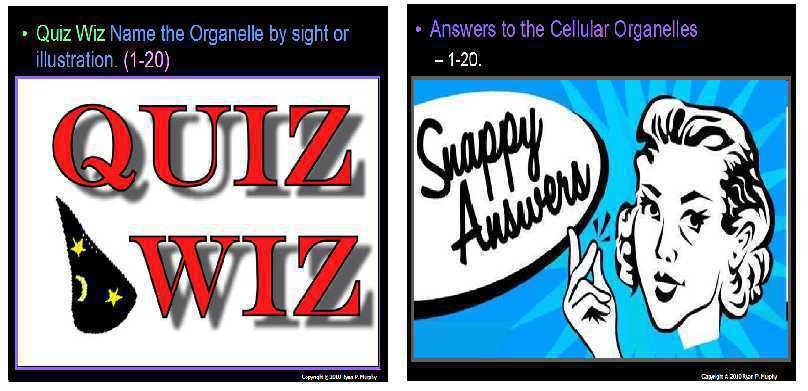 • Quiz Wiz Name the Organelle by sight or
illustration. (1-20)
QUIZ
WIZ
Copyright © 2010 Ryan P. Murphy
• Answers to the Cellular Organelles
– 1-20.
Snappy
Answers
Copyright © 2010 Ryan P. Murphy